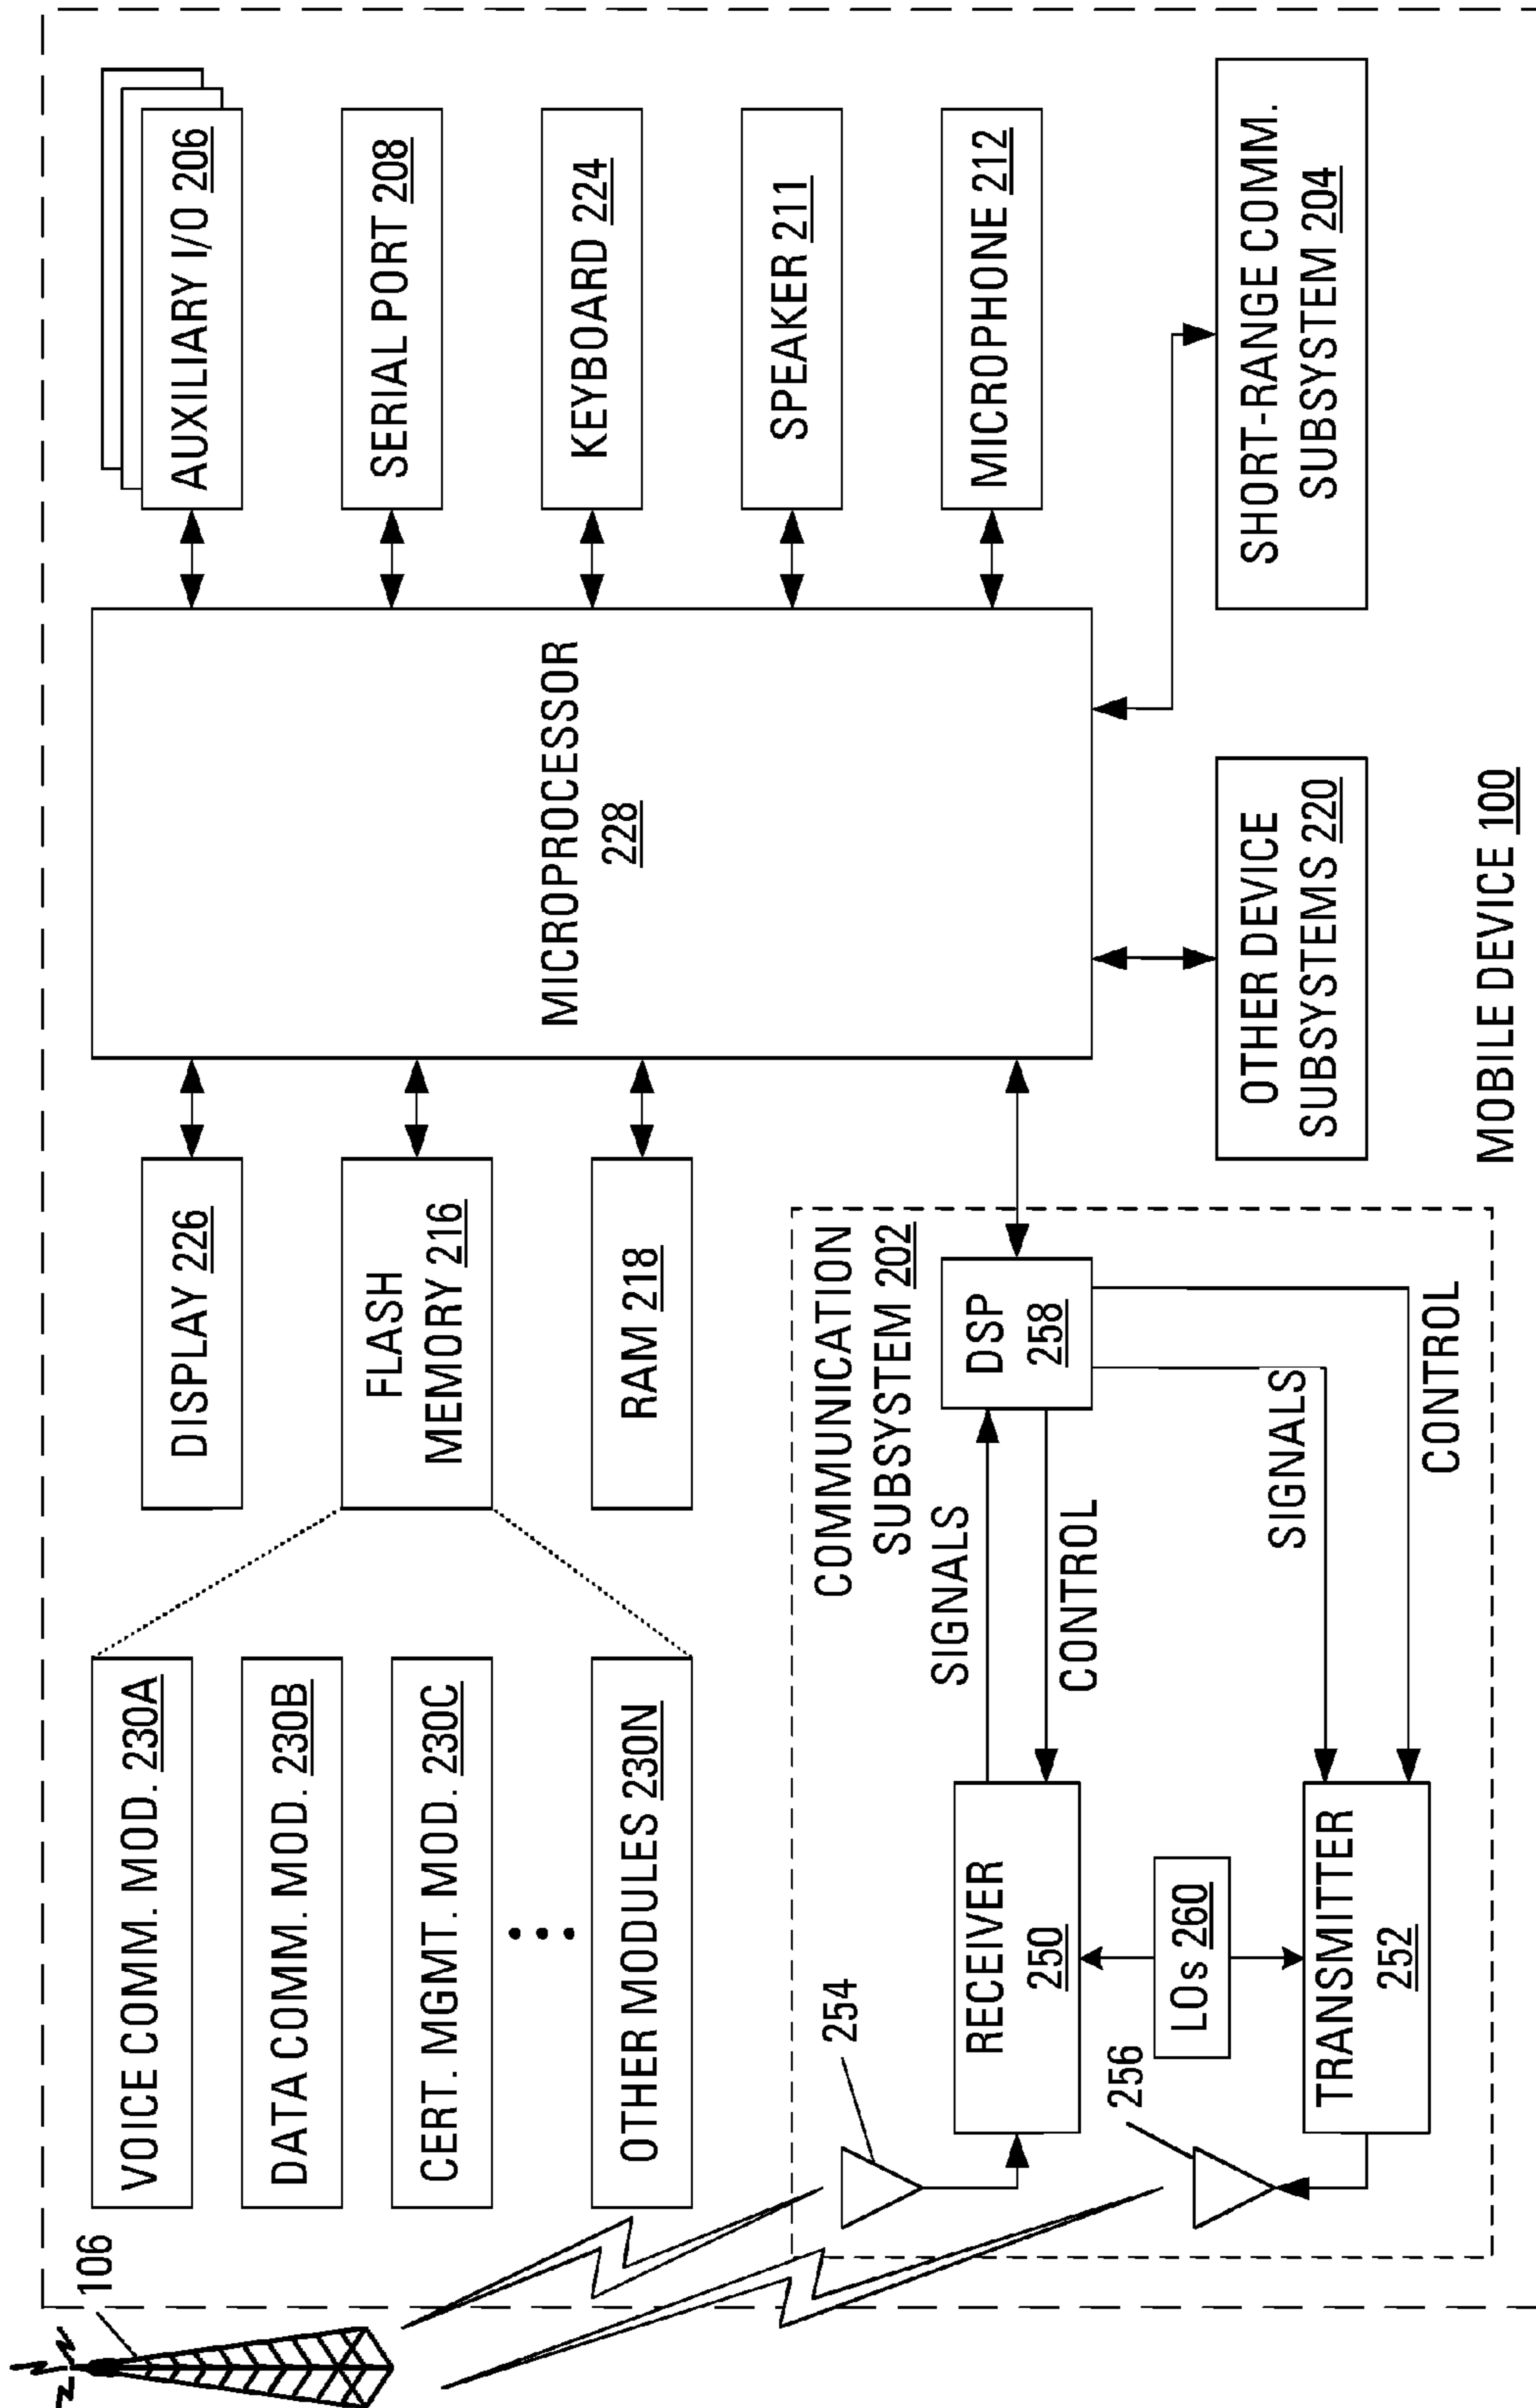 106
VOICE COMM. MOD. 230A
DATA COMM. MOD. 230B
CERT. MGMT. MOD. 230C
OTHER MODULES 230N
DISPLAY 226
FLASH
MEMORY 216
RAM 218
MICROPROCESSOR
228
AUXILIARY I/O 206
SERIAL PORT 208
KEYBOARD 224
SPEAKER 211
MICROPHONE 212
COMMUNICATION
SUBSYSTEM 202
254
SIGNALS
RECEIVER
250
CONTROL
DSP
258
256
LOs 260
SIGNALS
TRANSMITTER
252
CONTROL
OTHER DEVICE
SUBSYSTEMS 220
SHORT-RANGE COMM.
SUBSYSTEM 204
MOBILE DEVICE 100